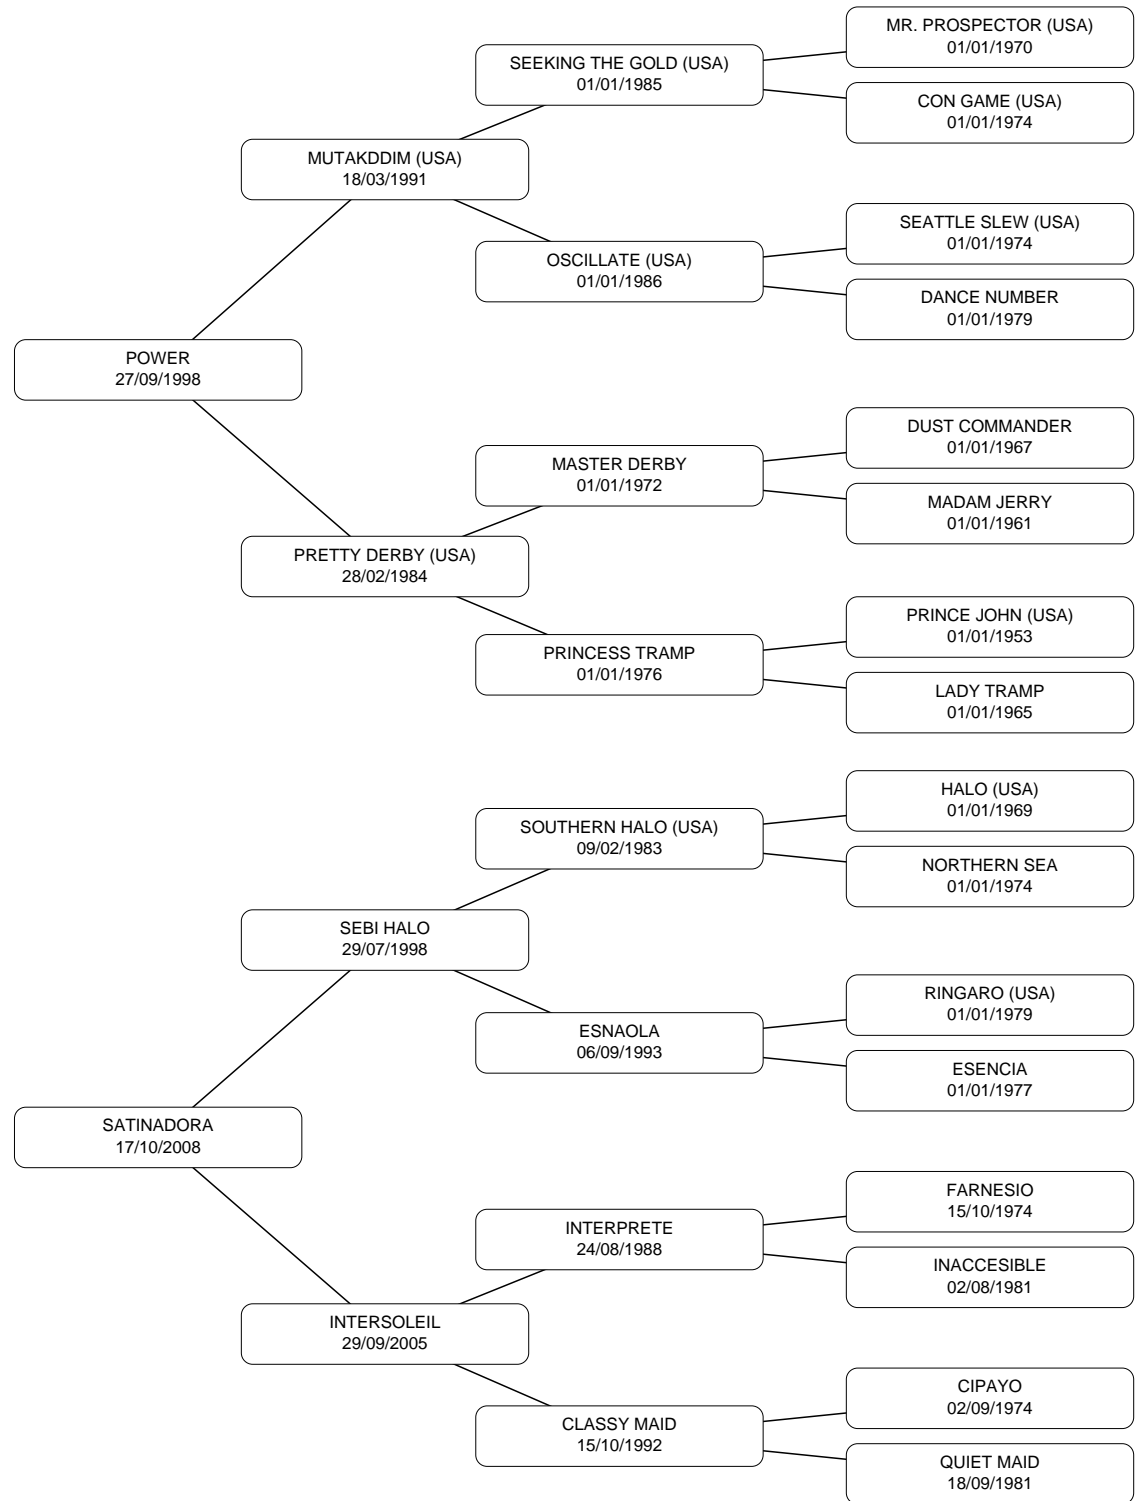 MR. PROSPECTOR (USA)
01/01/1970
SEEKING THE GOLD (USA)
01/01/1985
CON GAME (USA)
01/01/1974
MUTAKDDIM (USA)
18/03/1991
SEATTLE SLEW (USA)
01/01/1974
OSCILLATE (USA)
01/01/1986
DANCE NUMBER
01/01/1979
POWER
27/09/1998
DUST COMMANDER
01/01/1967
MASTER DERBY
01/01/1972
MADAM JERRY
01/01/1961
PRETTY DERBY (USA)
28/02/1984
PRINCE JOHN (USA)
01/01/1953
PRINCESS TRAMP
01/01/1976
LADY TRAMP
01/01/1965
HALO (USA)
01/01/1969
SOUTHERN HALO (USA)
09/02/1983
NORTHERN SEA
01/01/1974
SEBI HALO
29/07/1998
RINGARO (USA)
01/01/1979
ESNAOLA
06/09/1993
ESENCIA
01/01/1977
SATINADORA
17/10/2008
FARNESIO
15/10/1974
INTERPRETE
24/08/1988
INACCESIBLE
02/08/1981
INTERSOLEIL
29/09/2005
CIPAYO
02/09/1974
CLASSY MAID
15/10/1992
QUIET MAID
18/09/1981